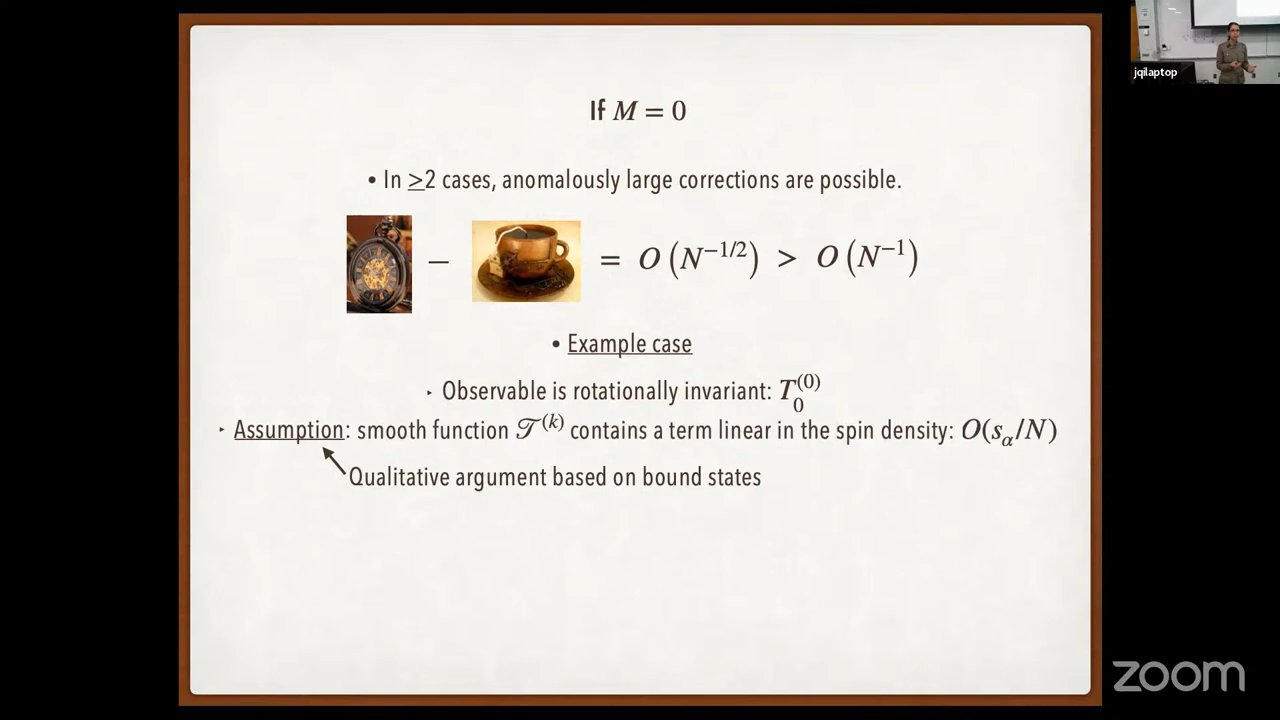 jqilaptop
If M = 0
• In ≥2 cases, anomalously large corrections are possible.
− = O(N⁻¹/²) > O(N⁻¹)
• Example case
‣ Observable is rotationally invariant: T₀⁽⁰⁾
‣ Assumption: smooth function 𝒯⁽ᵏ⁾ contains a term linear in the spin density: O(s_α/N)
Qualitative argument based on bound states
zoom